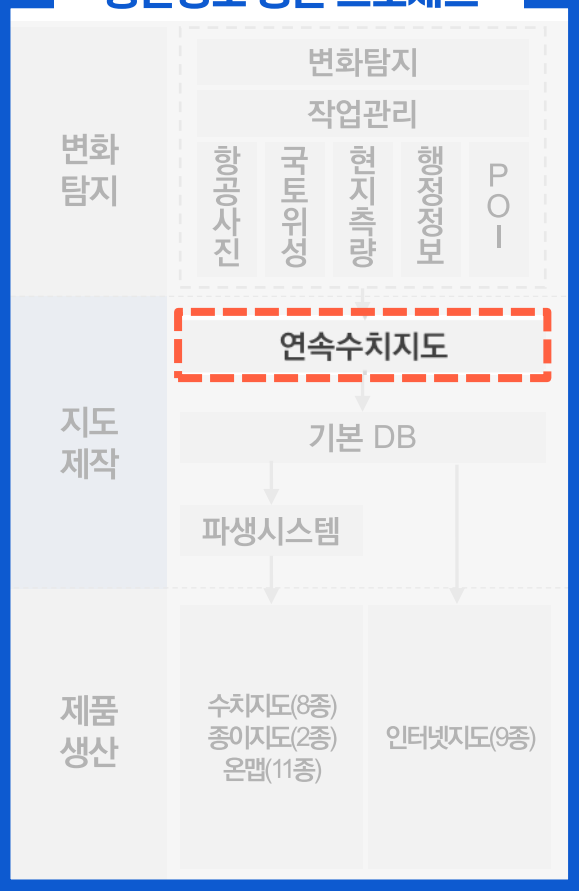 변화탐지
작업관리
변화
탐지
항공사진
국토위성
현지측량
행정정보
POI
연속수치지도
지도
제작
기본 DB
파생시스템
제품
생산
수치지도(8종)
종이지도(2종)
온맵(11종)
인터넷지도(9종)